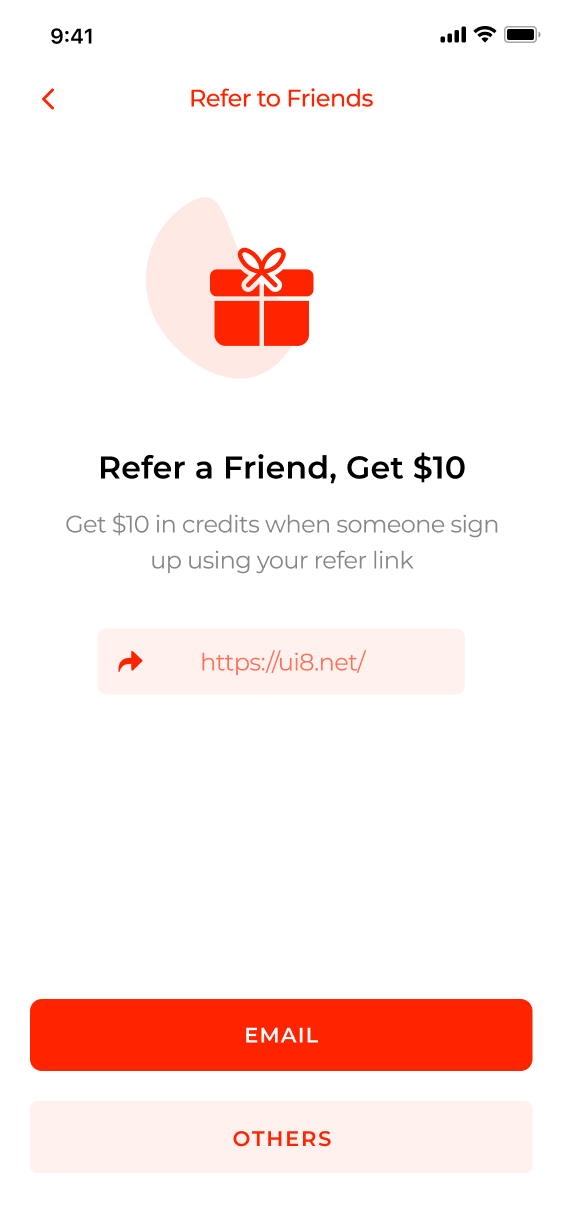 9:41
Refer to Friends
Refer a Friend, Get $10
Get $10 in credits when someone sign
up using your refer link
https://ui8.net/
EMAIL
OTHERS